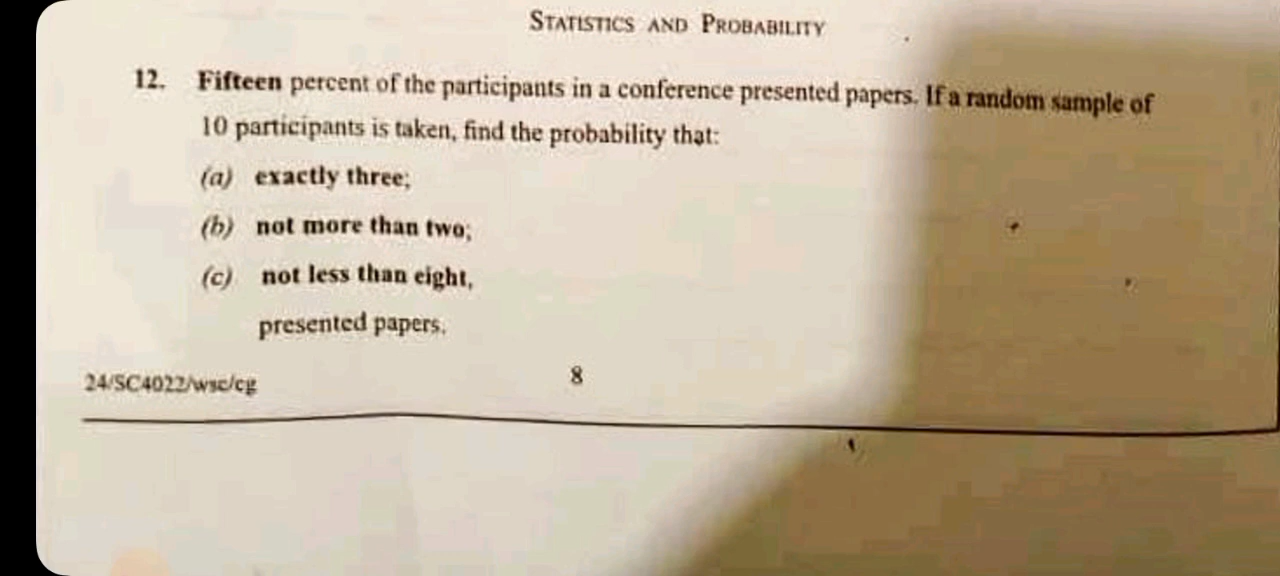 STATISTICS AND PROBABILITY
12. Fifteen percent of the participants in a conference presented papers. If a random sample of
10 participants is taken, find the probability that:
(a) exactly three;
(b) not more than two;
(c) not less than eight,
presented papers.
24/SC4022/wsc/cg
8